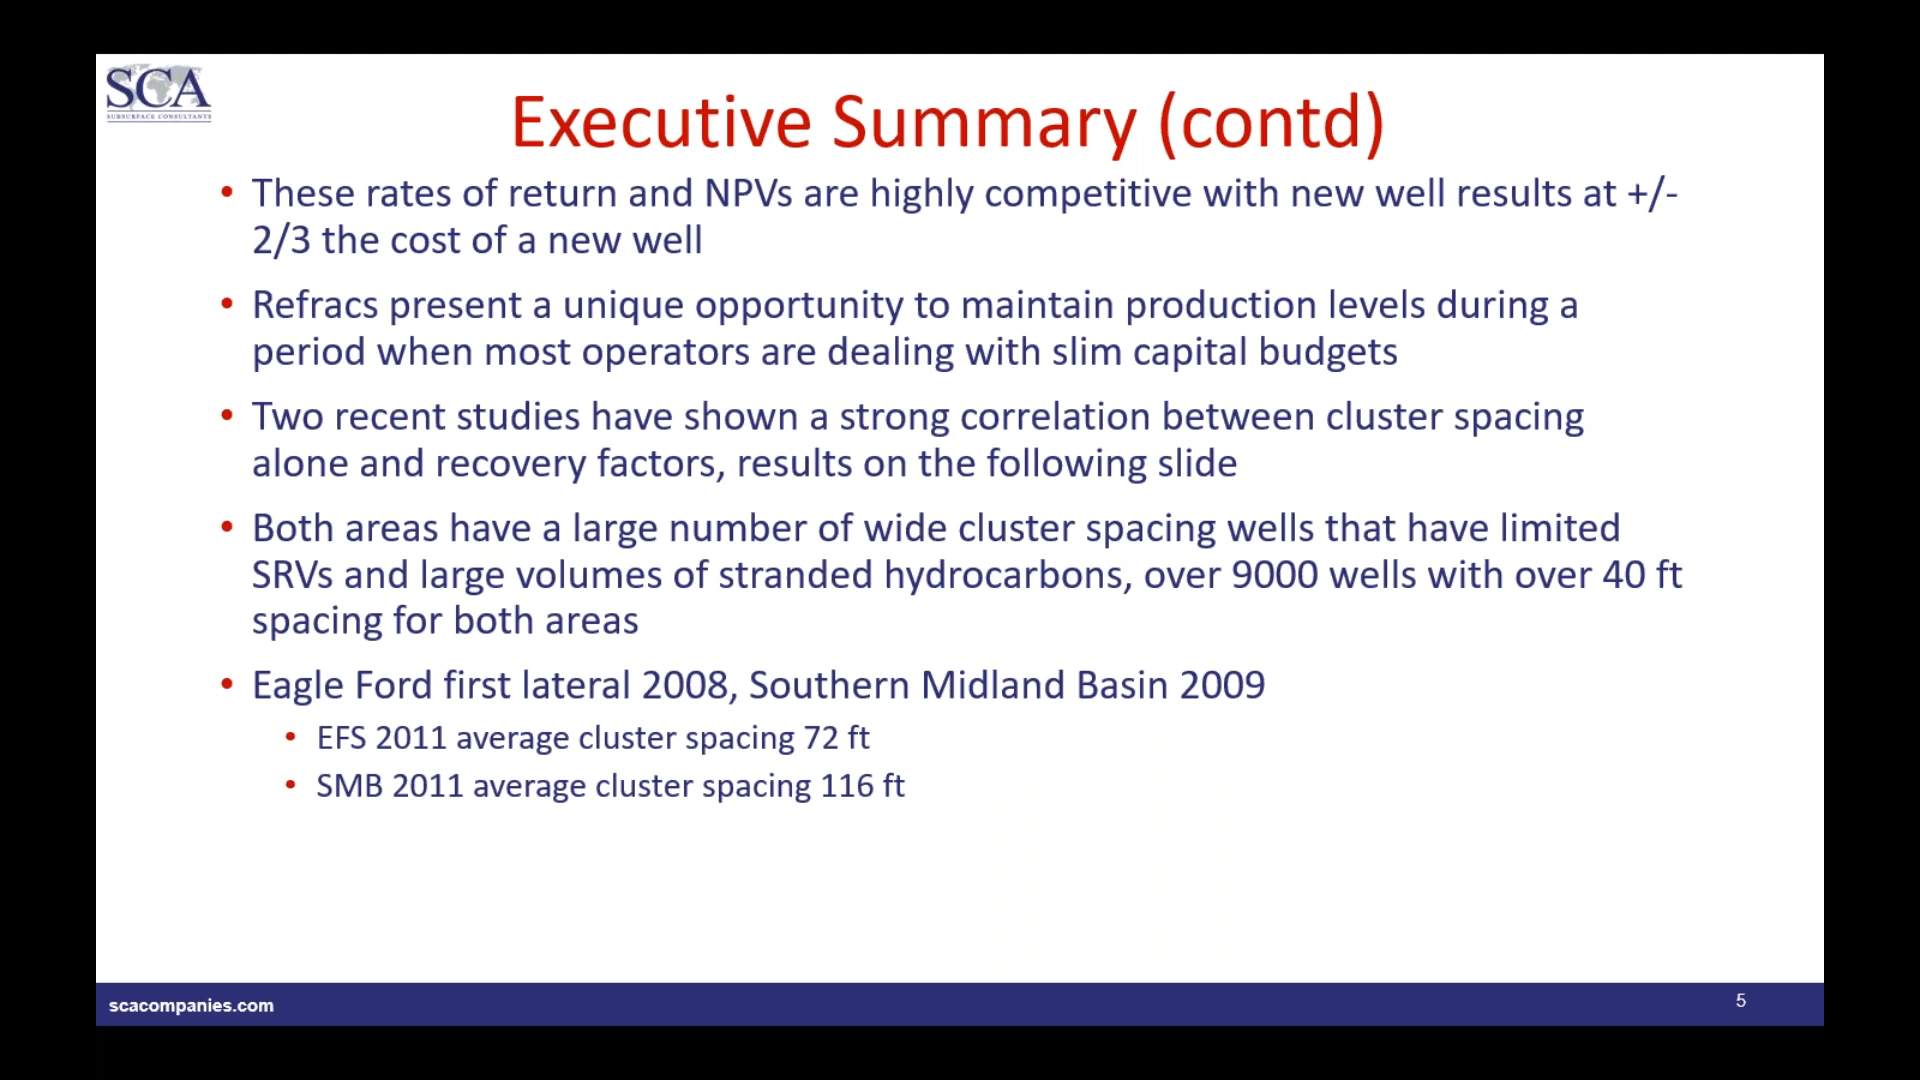 SCA
SUBSURFACE CONSULTANTS
Executive Summary (contd)
• These rates of return and NPVs are highly competitive with new well results at +/-
2/3 the cost of a new well
• Refracs present a unique opportunity to maintain production levels during a
period when most operators are dealing with slim capital budgets
• Two recent studies have shown a strong correlation between cluster spacing
alone and recovery factors, results on the following slide
• Both areas have a large number of wide cluster spacing wells that have limited
SRVs and large volumes of stranded hydrocarbons, over 9000 wells with over 40 ft
spacing for both areas
• Eagle Ford first lateral 2008, Southern Midland Basin 2009
• EFS 2011 average cluster spacing 72 ft
• SMB 2011 average cluster spacing 116 ft
scacompanies.com
5